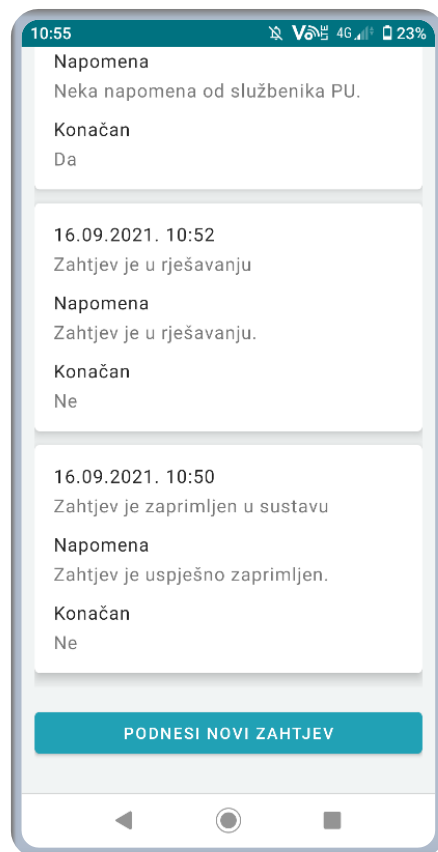 10:55 4G 23%
Napomena
Neka napomena od službenika PU.
Konačan
Da
16.09.2021. 10:52
Zahtjev je u rješavanju
Napomena
Zahtjev je u rješavanju.
Konačan
Ne
16.09.2021. 10:50
Zahtjev je zaprimljen u sustavu
Napomena
Zahtjev je uspješno zaprimljen.
Konačan
Ne
PODNESI NOVI ZAHTJEV